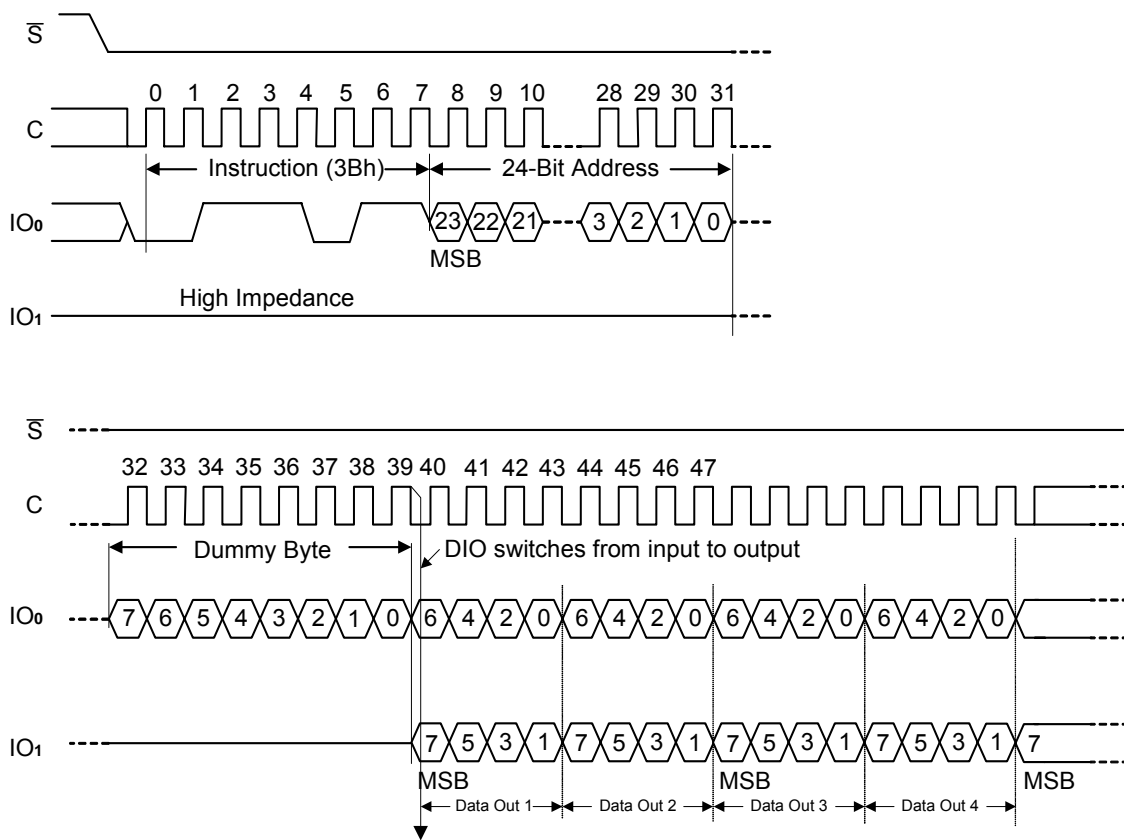 S
0 1 2 3 4 5 6 7 8 9 10 28 29 30 31
C
Instruction (3Bh) 24-Bit Address
IO0 23 22 21 3 2 1 0
MSB
High Impedance
IO1
S
32 33 34 35 36 37 38 39 40 41 42 43 44 45 46 47
C
Dummy Byte DIO switches from input to output
IO0 7 6 5 4 3 2 1 0 6 4 2 0 6 4 2 0 6 4 2 0 6 4 2 0
IO1 7 5 3 1 7 5 3 1 7 5 3 1 7 5 3 1 7
MSB MSB MSB
Data Out 1 Data Out 2 Data Out 3 Data Out 4